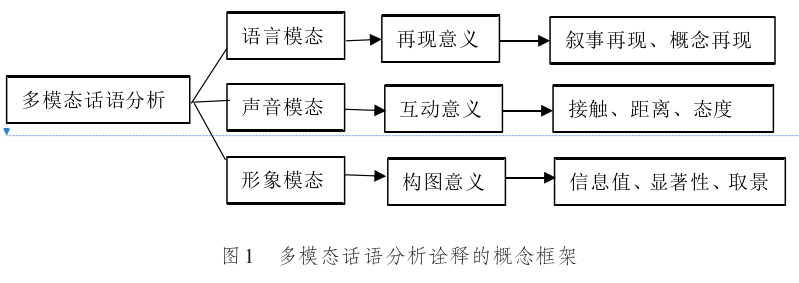 语言模态 再现意义 叙事再现、概念再现
多模态话语分析 声音模态 互动意义 接触、距离、态度
形象模态 构图意义 信息值、显著性、取景
图1 多模态话语分析诠释的概念框架